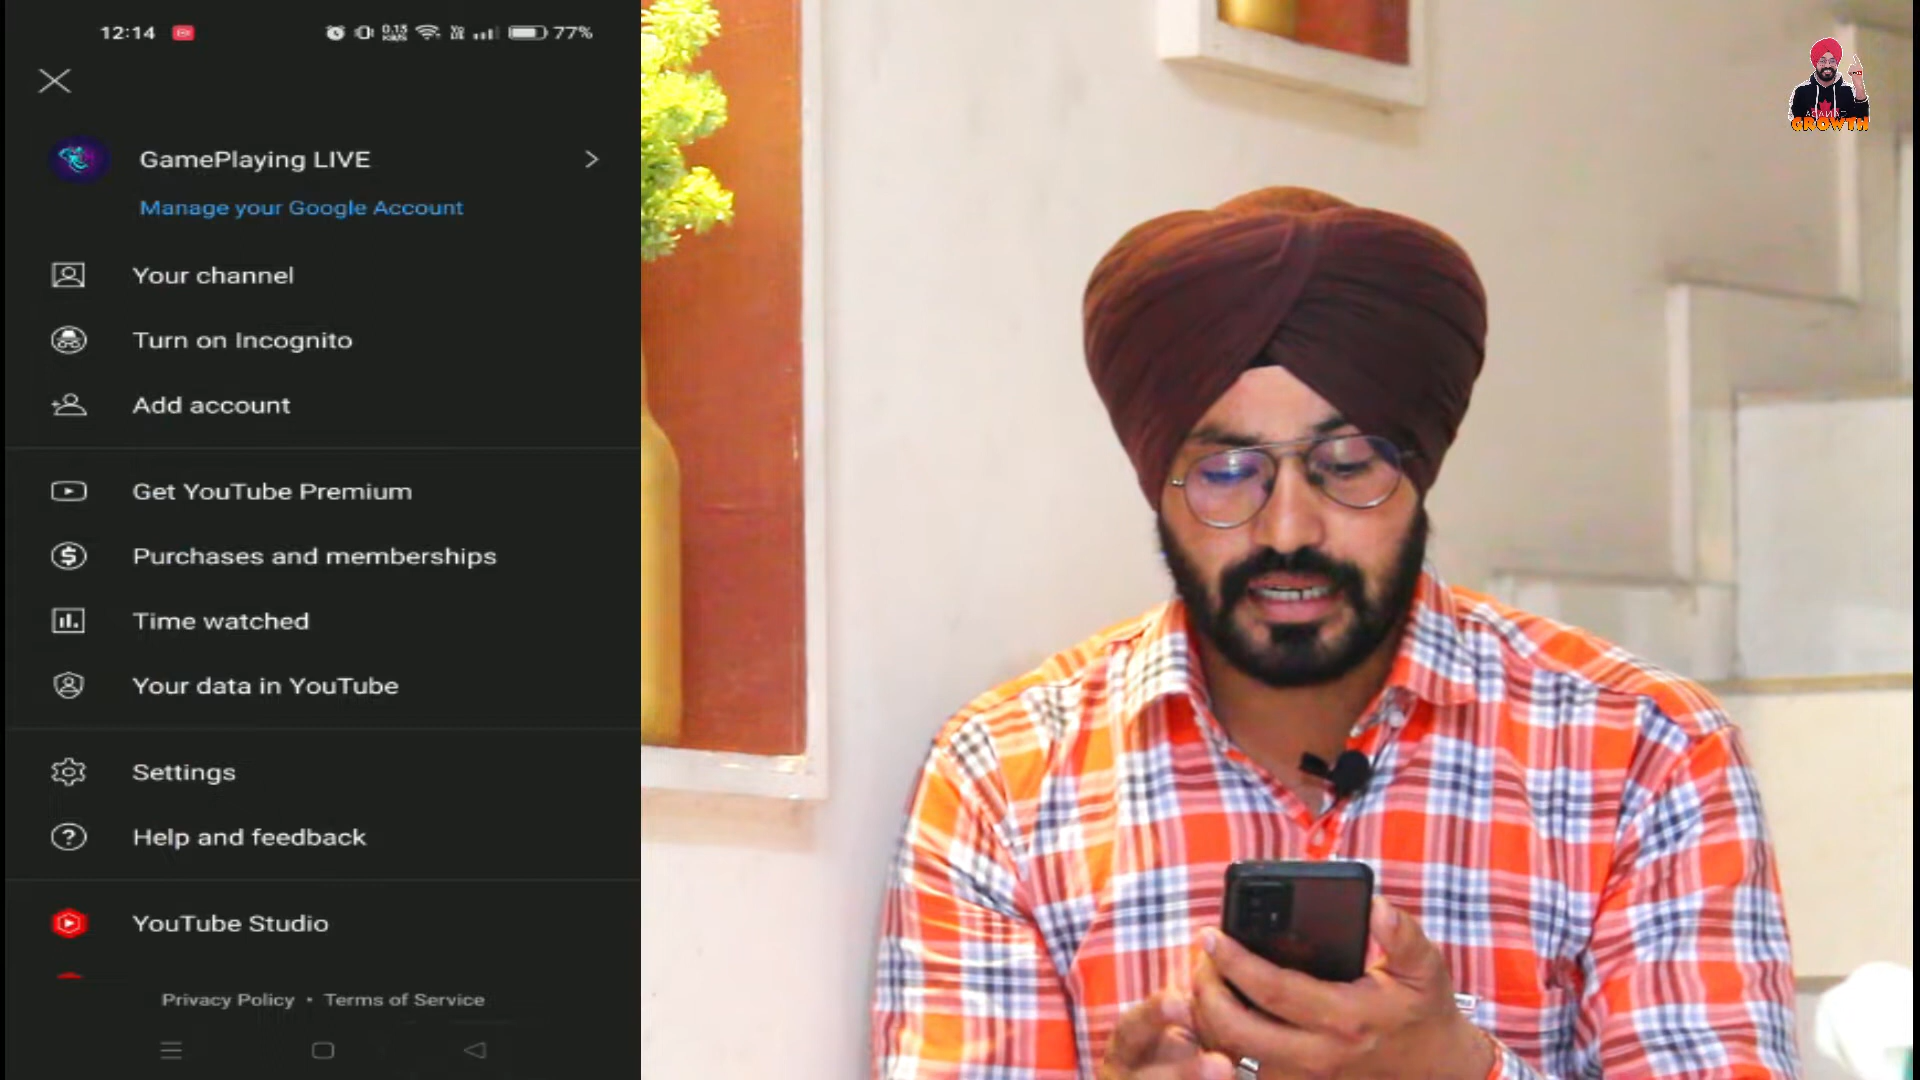 12:14
77%
GamePlaying LIVE
Manage your Google Account
Your channel
Turn on Incognito
Add account
Get YouTube Premium
Purchases and memberships
Time watched
Your data in YouTube
Settings
Help and feedback
YouTube Studio
Privacy Policy • Terms of Service
GROWTH